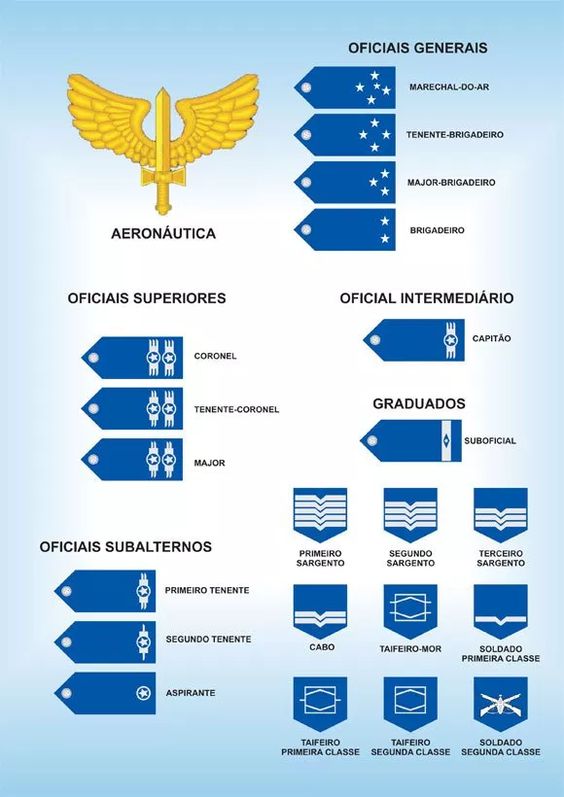 OFICIAIS GENERAIS
MARECHAL-DO-AR
TENENTE-BRIGADEIRO
MAJOR-BRIGADEIRO
BRIGADEIRO
AERONÁUTICA
OFICIAIS SUPERIORES
CORONEL
TENENTE-CORONEL
MAJOR
OFICIAL INTERMEDIÁRIO
CAPITÃO
GRADUADOS
SUBOFICIAL
PRIMEIRO
SARGENTO
SEGUNDO
SARGENTO
TERCEIRO
SARGENTO
OFICIAIS SUBALTERNOS
PRIMEIRO TENENTE
SEGUNDO TENENTE
ASPIRANTE
CABO
TAIFEIRO-MOR
SOLDADO
PRIMEIRA CLASSE
TAIFEIRO
PRIMEIRA CLASSE
TAIFEIRO
SEGUNDA CLASSE
SOLDADO
SEGUNDA CLASSE